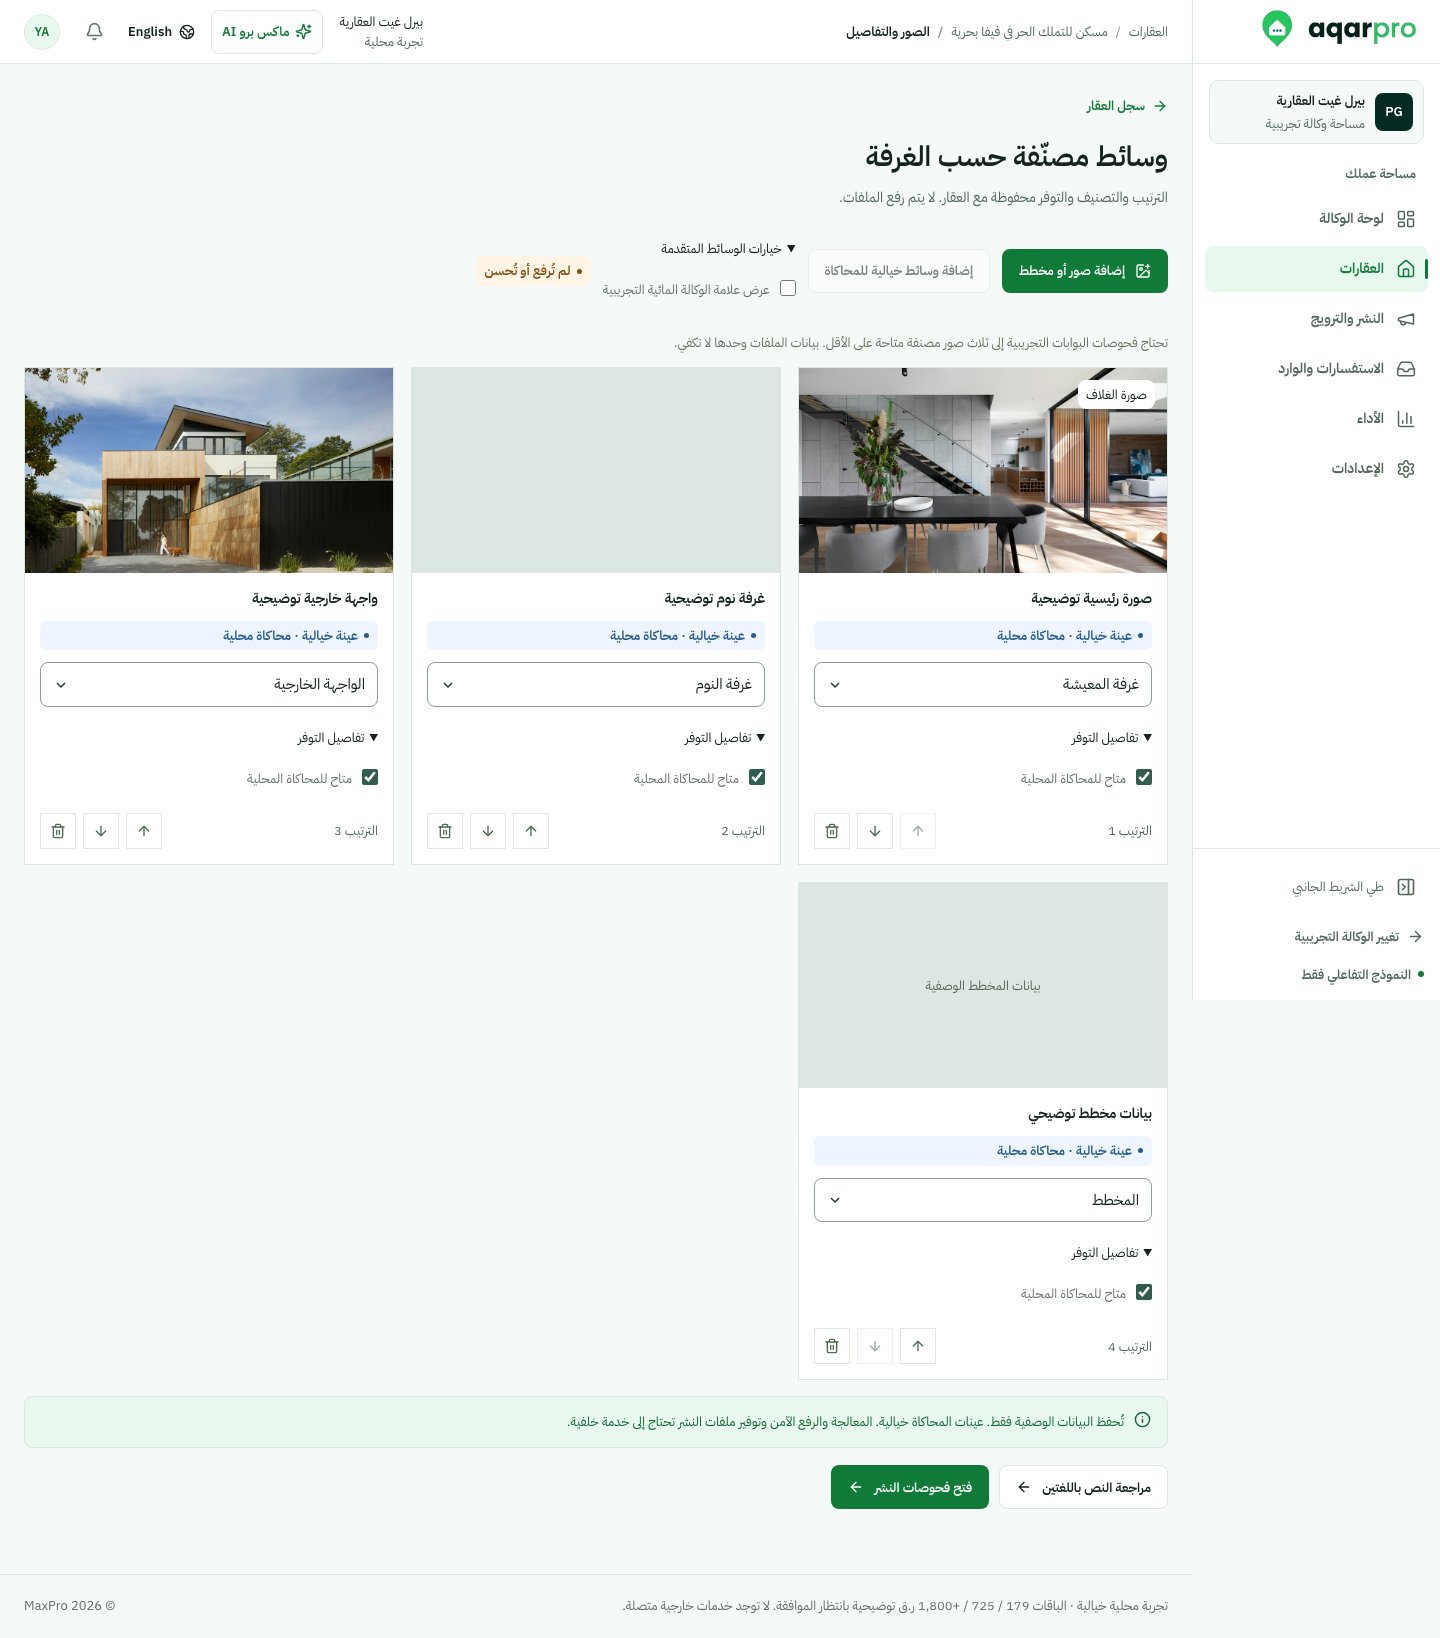 aqarpro
العقارات / مسكن للتملك الحر في فيفا بحرية / الصور والتفاصيل
بيرل غيت العقارية
تجربة محلية
ماكس برو AI
English
YA
PG
بيرل غيت العقارية
مساحة وكالة تجريبية
مساحة عملك
لوحة الوكالة
العقارات
النشر والترويج
الاستفسارات والوارد
الأداء
الإعدادات
طي الشريط الجانبي
تغيير الوكالة التجريبية
النموذج التفاعلي فقط
سجل العقار
وسائط مصنّفة حسب الغرفة
الترتيب والتصنيف والتوفر محفوظة مع العقار. لا يتم رفع الملفات.
إضافة صور أو مخطط
إضافة وسائط خيالية للمحاكاة
خيارات الوسائط المتقدمة
عرض علامة الوكالة المائية التجريبية
لم تُرفع أو تُحسن
تحتاج فحوصات البوابات التجريبية إلى ثلاث صور مصنفة متاحة على الأقل. بيانات الملفات وحدها لا تكفي.
صورة الغلاف
صورة رئيسية توضيحية
عينة خيالية · محاكاة محلية
غرفة المعيشة
تفاصيل التوفر
متاح للمحاكاة المحلية
الترتيب 1
غرفة نوم توضيحية
عينة خيالية · محاكاة محلية
غرفة النوم
تفاصيل التوفر
متاح للمحاكاة المحلية
الترتيب 2
واجهة خارجية توضيحية
عينة خيالية · محاكاة محلية
الواجهة الخارجية
تفاصيل التوفر
متاح للمحاكاة المحلية
الترتيب 3
بيانات المخطط الوصفية
بيانات مخطط توضيحي
عينة خيالية · محاكاة محلية
المخطط
تفاصيل التوفر
متاح للمحاكاة المحلية
الترتيب 4
تُحفظ البيانات الوصفية فقط. عينات المحاكاة خيالية. المعالجة والرفع الآمن وتوفير ملفات النشر تحتاج إلى خدمة خلفية.
مراجعة النص باللغتين
فتح فحوصات النشر
تجربة محلية خيالية · الباقات 179 / 725 / +1,800 ر.ق توضيحية بانتظار الموافقة. لا توجد خدمات خارجية متصلة.
© 2026 MaxPro